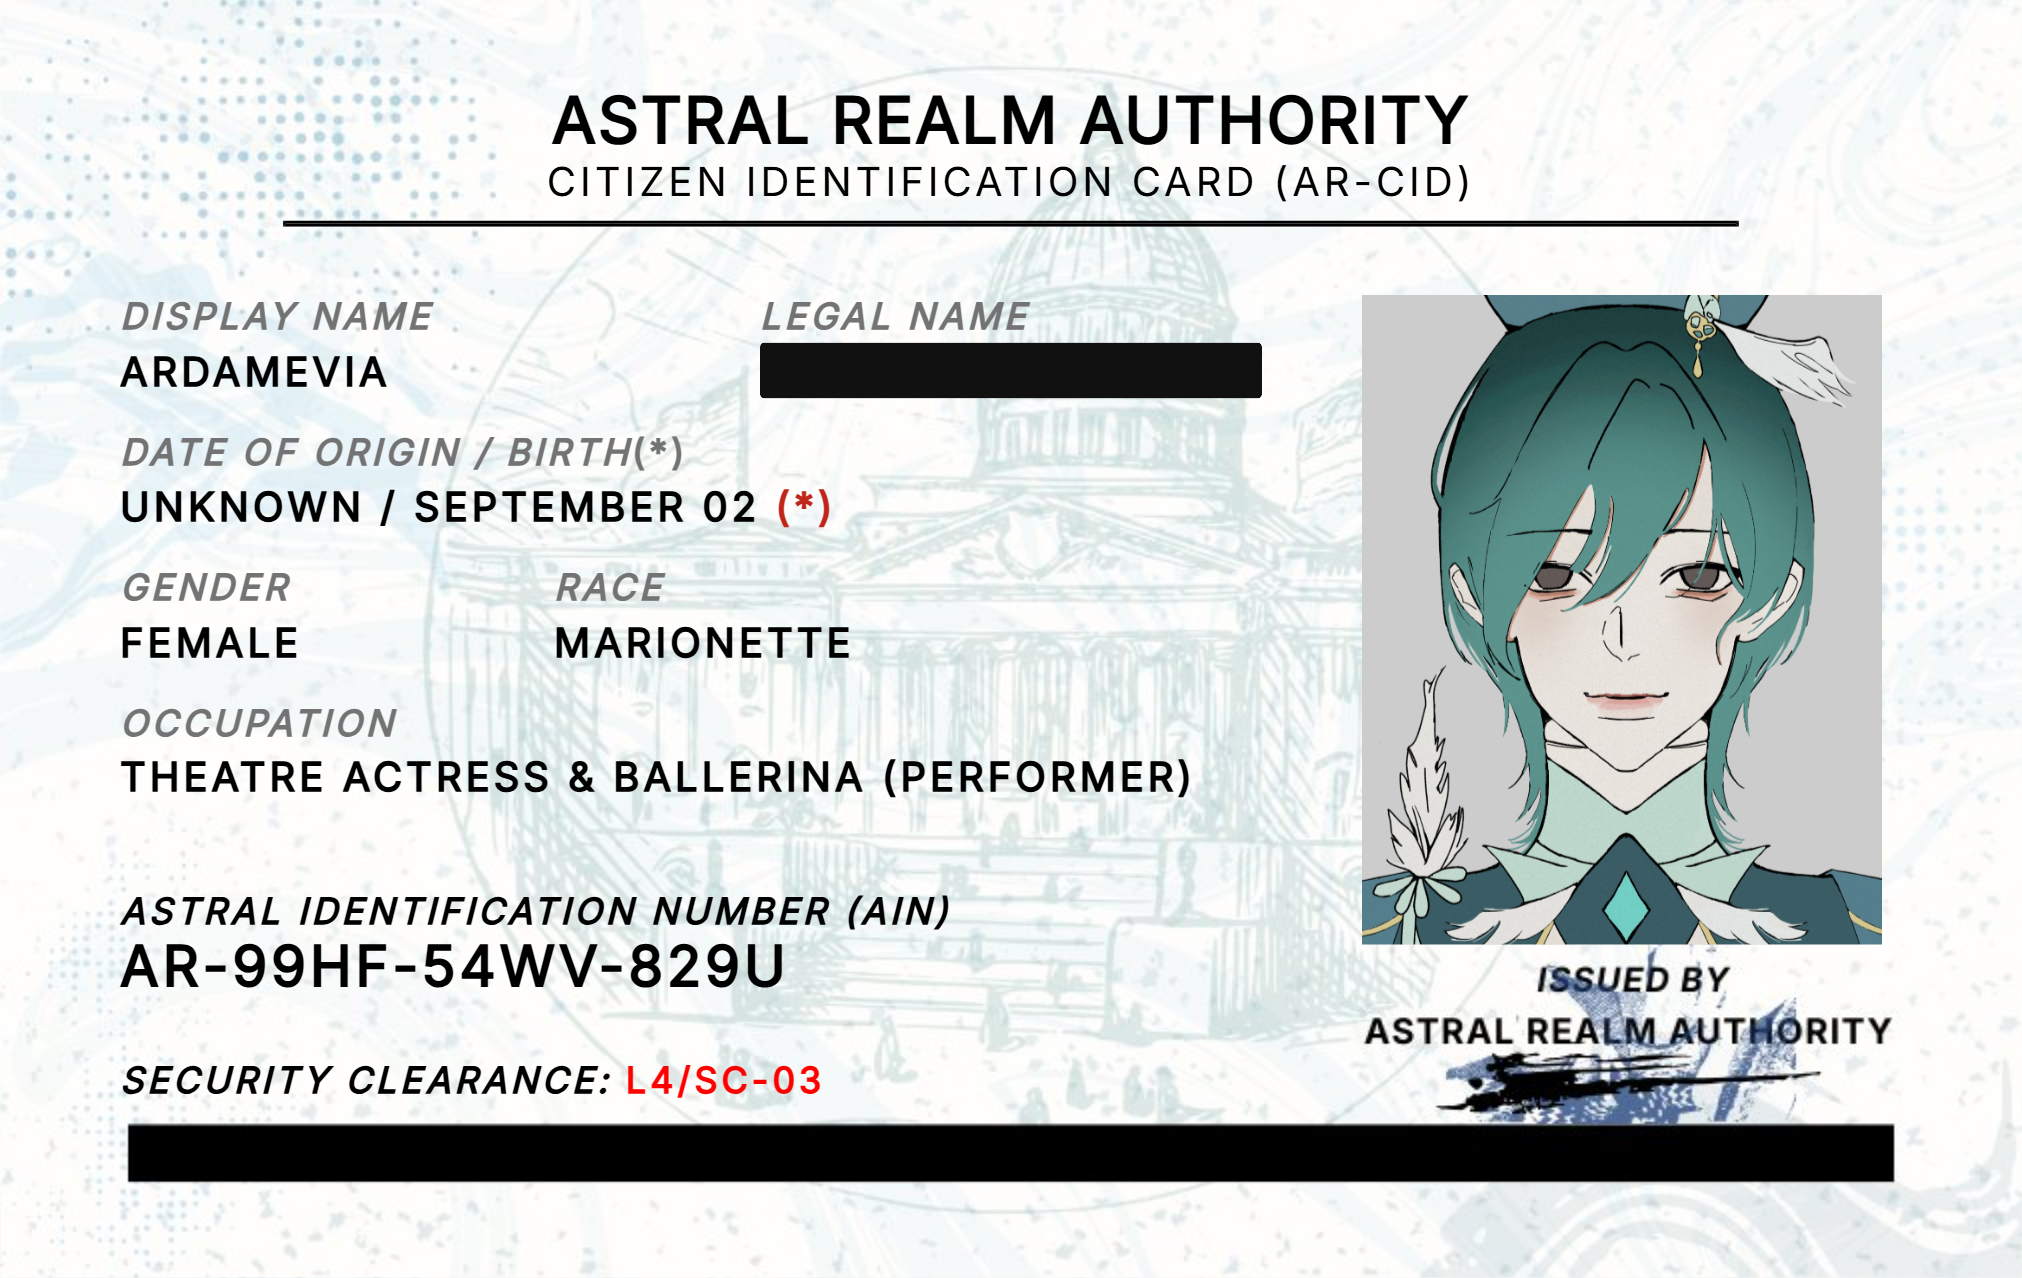 ASTRAL REALM AUTHORITY
CITIZEN IDENTIFICATION CARD (AR-CID)
DISPLAY NAME
ARDAMEVIA
LEGAL NAME
DATE OF ORIGIN / BIRTH(*)
UNKNOWN / SEPTEMBER 02 (*)
GENDER
FEMALE
RACE
MARIONETTE
OCCUPATION
THEATRE ACTRESS & BALLERINA (PERFORMER)
ASTRAL IDENTIFICATION NUMBER (AIN)
AR-99HF-54WV-829U
SECURITY CLEARANCE: L4/SC-03
ISSUED BY
ASTRAL REALM AUTHORITY